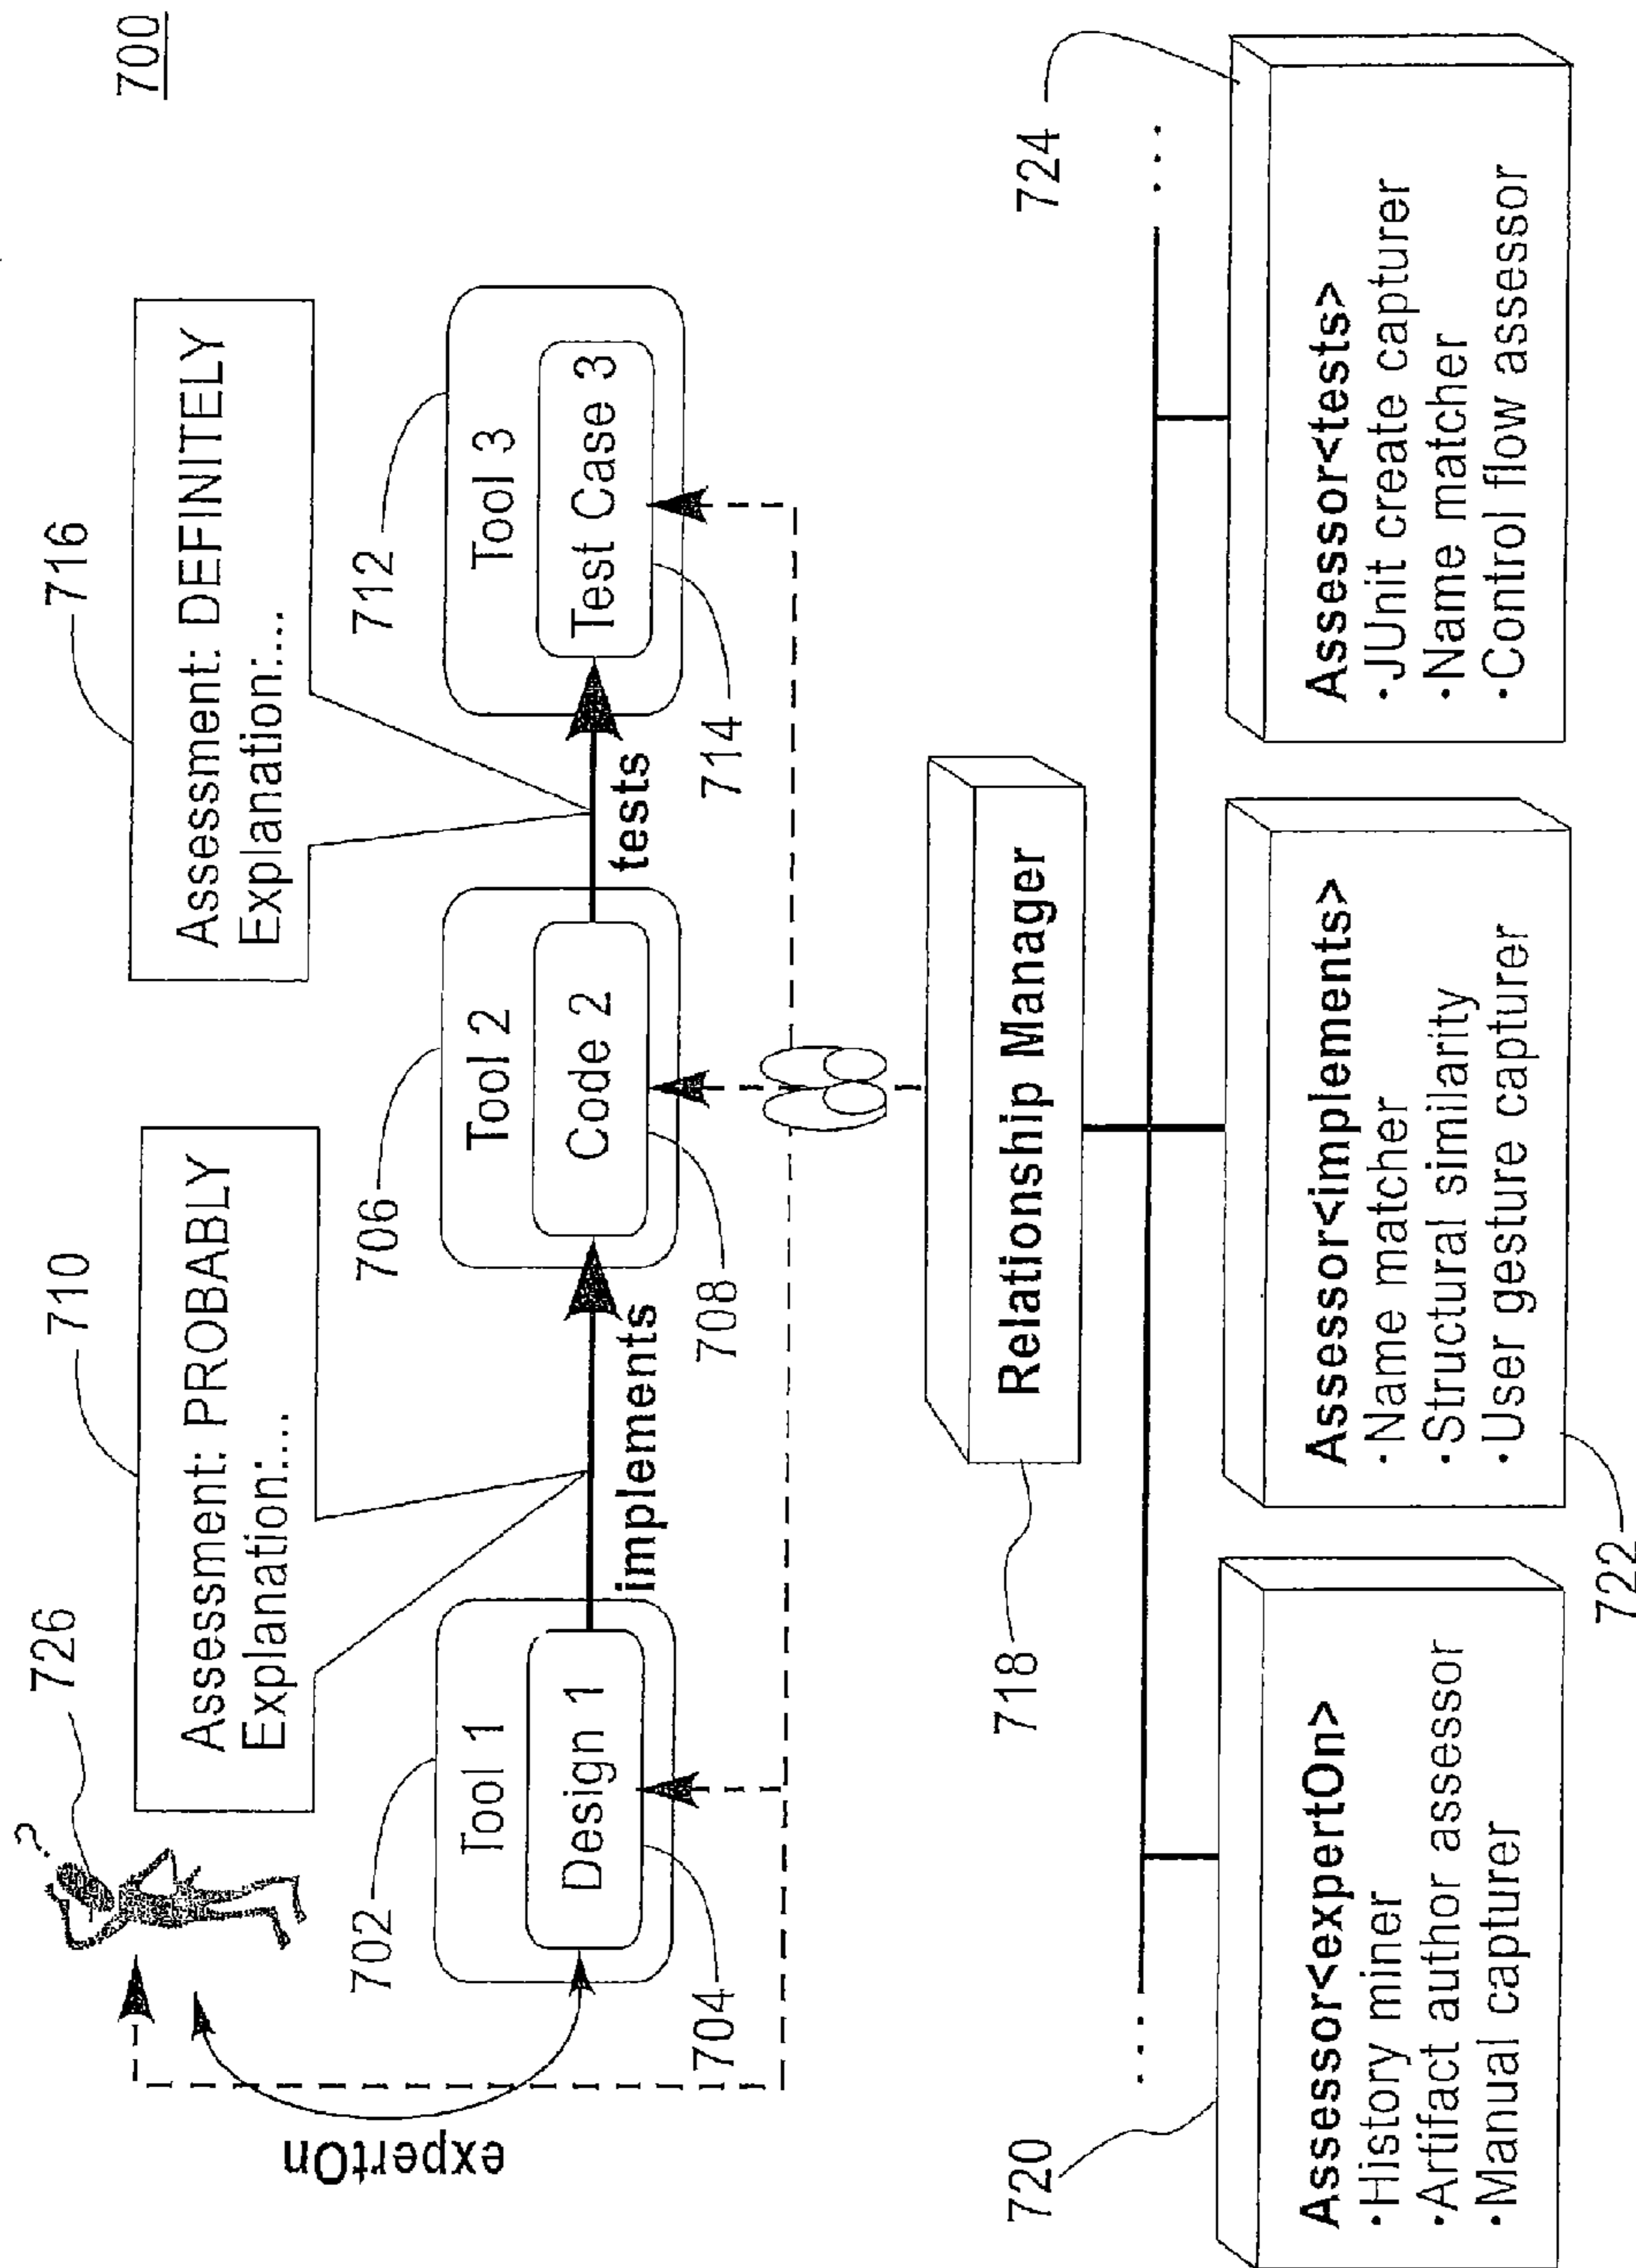 700
726
?
710
716
Assessment: PROBABLY
Explanation:...
Assessment: DEFINITELY
Explanation:...
expertOn
702
Tool 1
Design 1
704
implements
706
Tool 2
Code 2
708
tests
712
Tool 3
Test Case 3
714
718
Relationship Manager
...
...
720
Assessor<expertOn>
•History miner
•Artifact author assessor
•Manual capturer
722
Assessor<implements>
•Name matcher
•Structural similarity
•User gesture capturer
724
Assessor<tests>
•JUnit create capturer
•Name matcher
•Control flow assessor